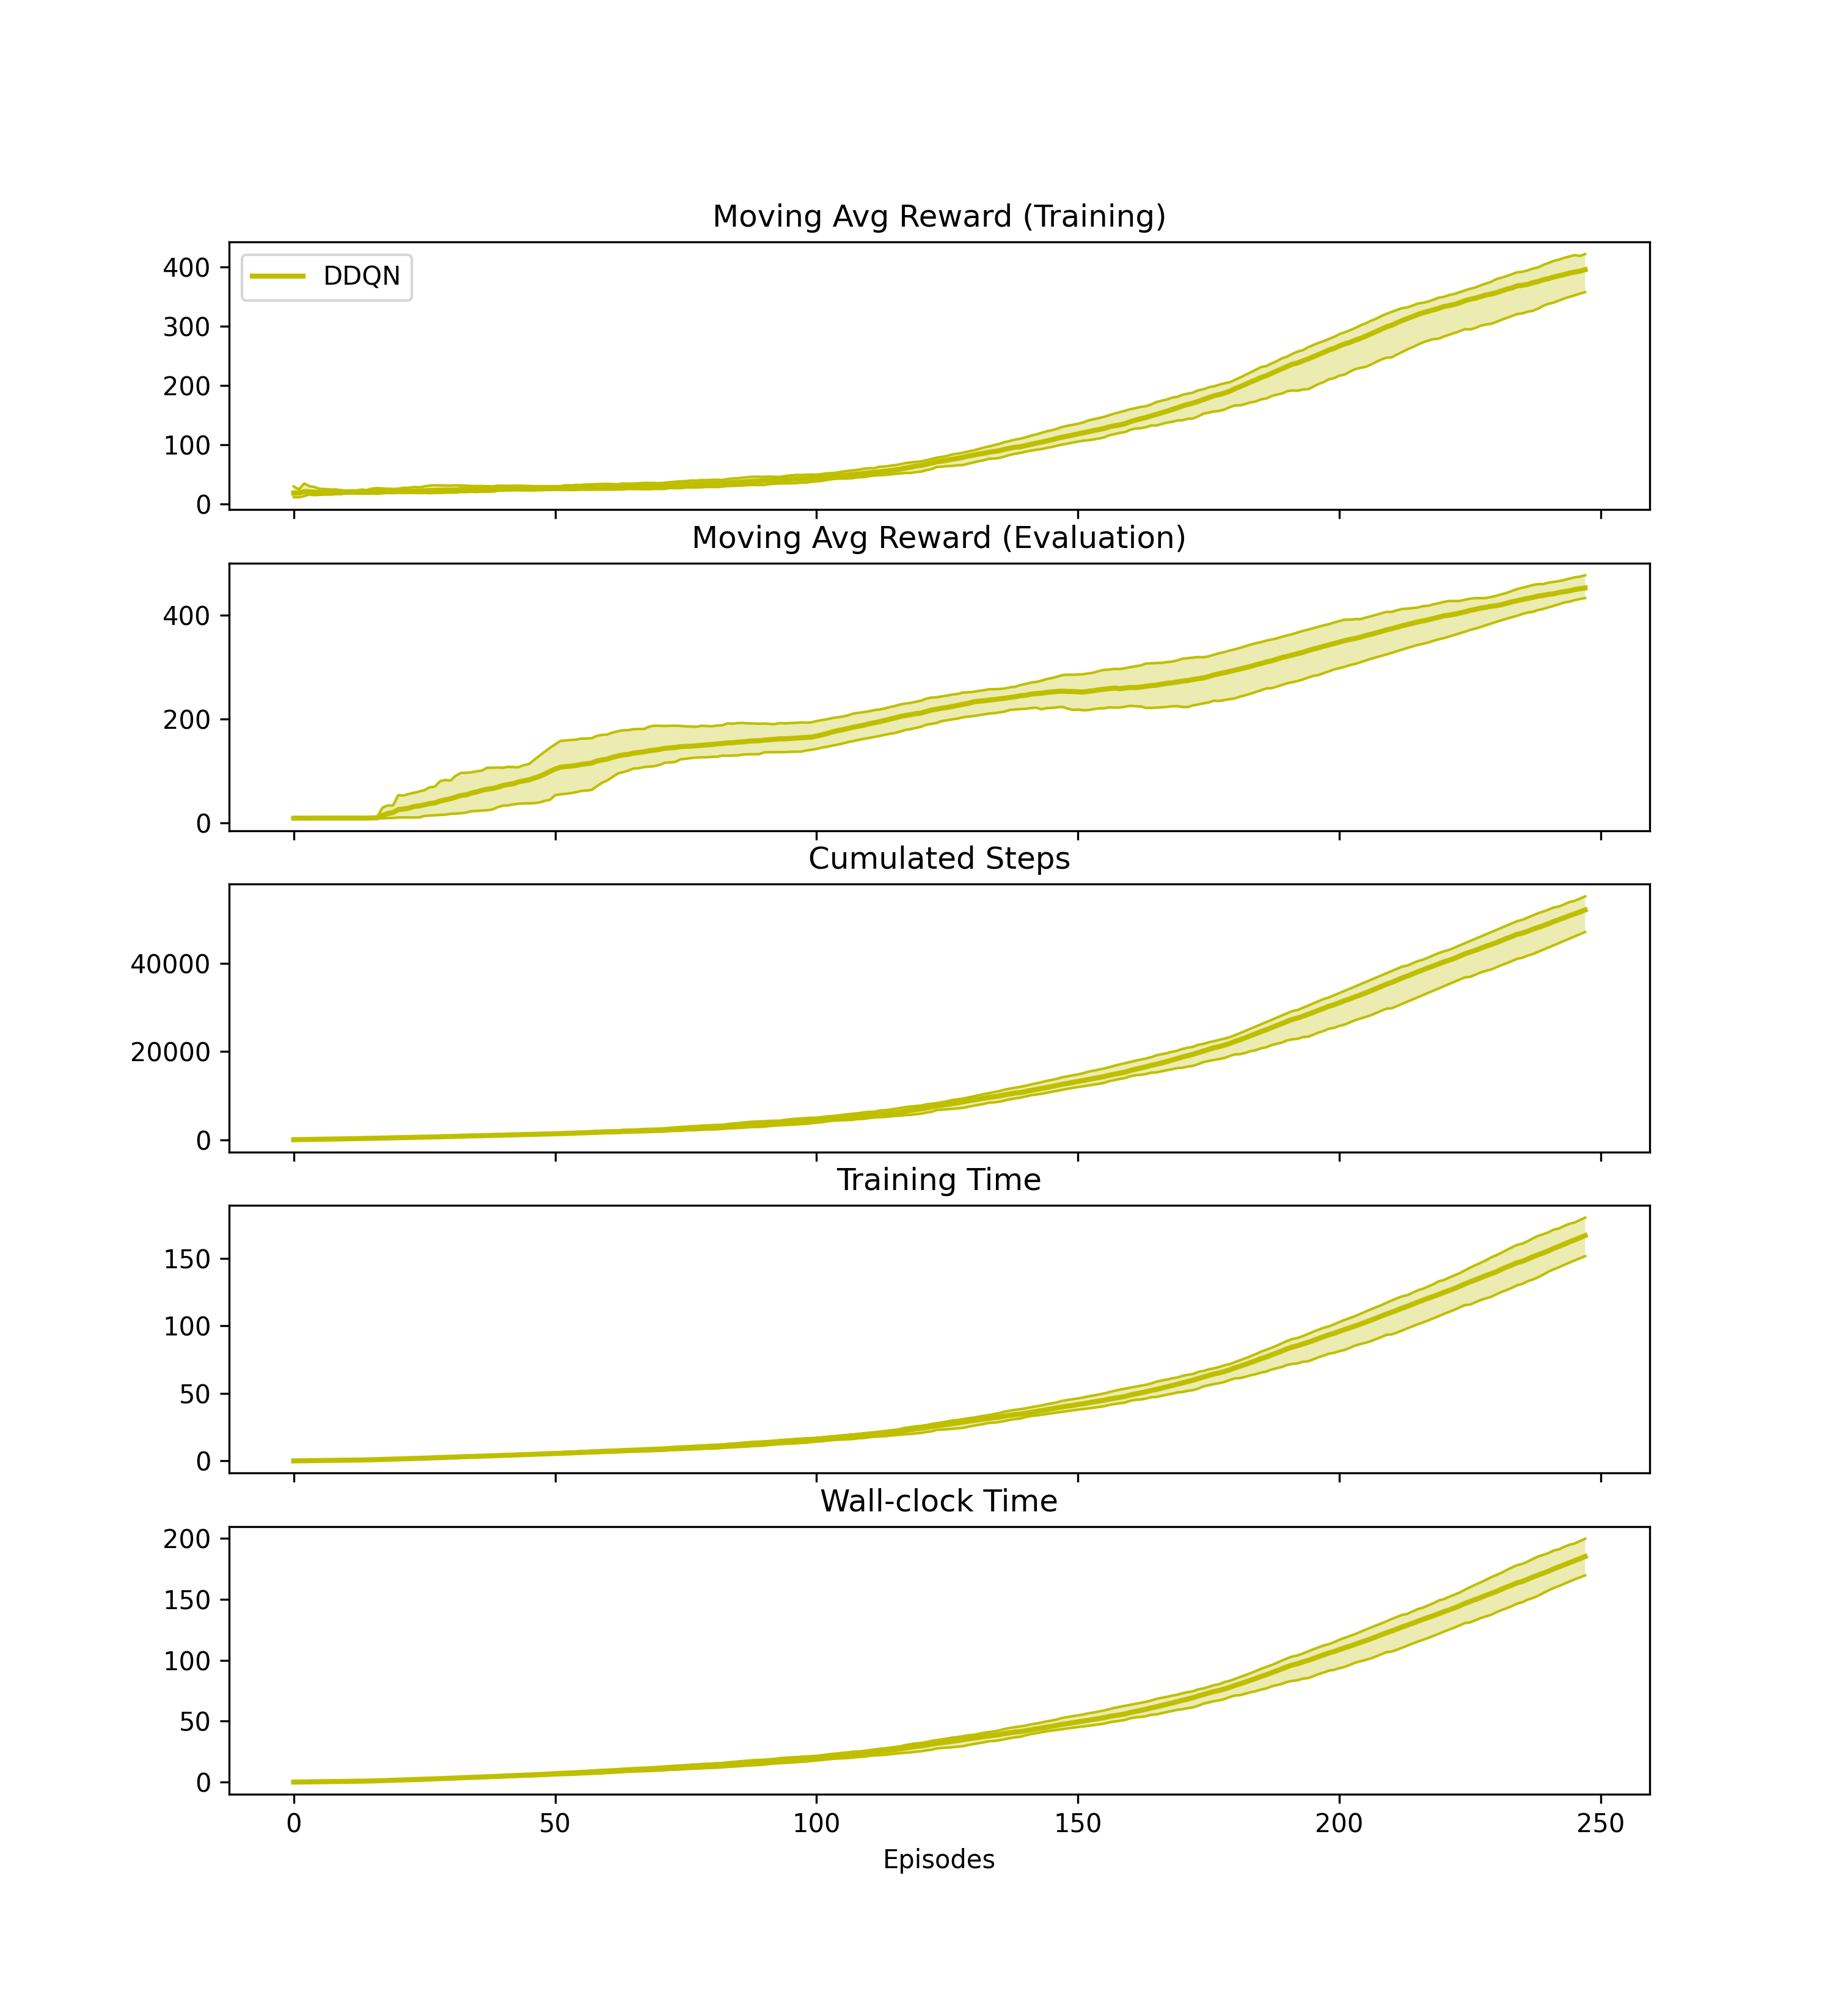 Moving Avg Reward (Training)
400
300
200
100
0
DDQN
Moving Avg Reward (Evaluation)
400
200
0
Cumulated Steps
40000
20000
0
Training Time
150
100
50
0
Wall-clock Time
200
150
100
50
0
0 50 100 150 200 250
Episodes